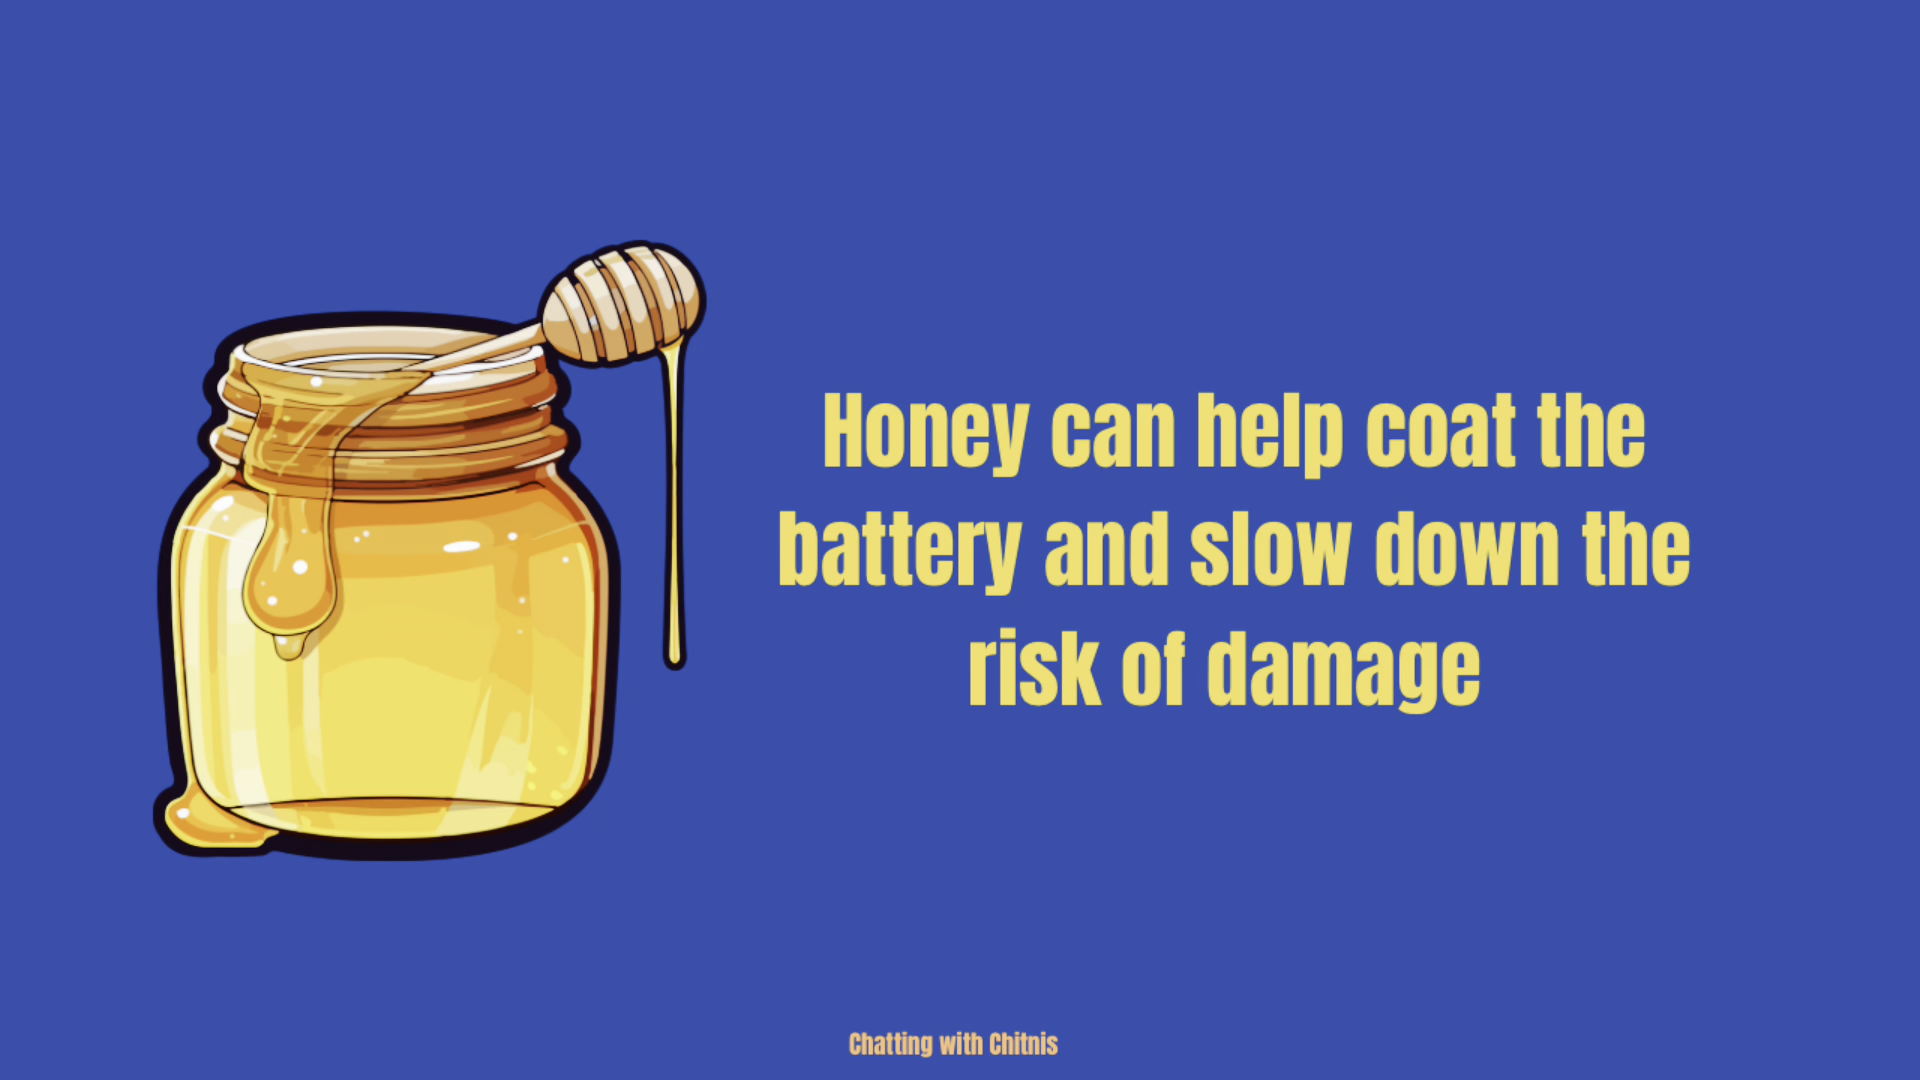 Honey can help coat the
battery and slow down the
risk of damage
Chatting with Chitnis